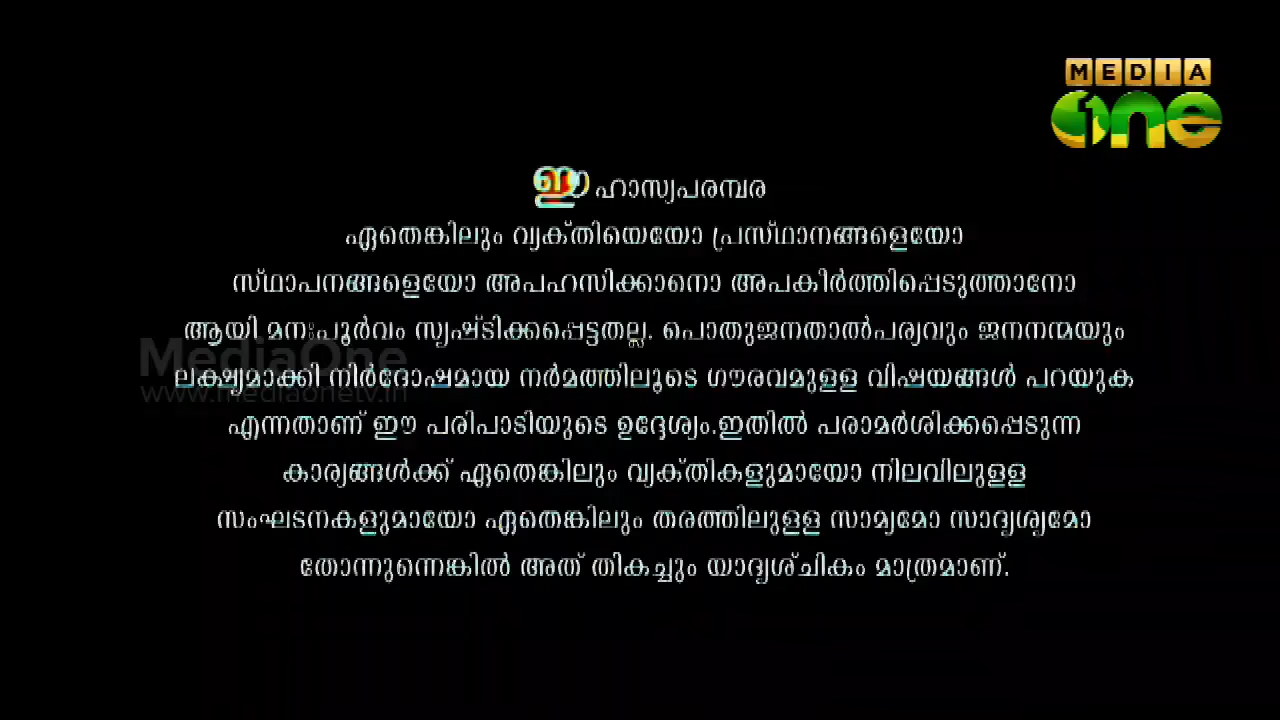 MEDIA
one
ഈ ഹാസ്യപരമ്പര
ഏതെങ്കിലും വ്യക്തിയെയോ പ്രസ്ഥാനങ്ങളെയോ
സ്ഥാപനങ്ങളെയോ അപഹസിക്കാനൊ അപകീർത്തിപ്പെടുത്താനോ
ആയി മനഃപൂർവം സൃഷ്ടിക്കപ്പെട്ടതല്ല. പൊതുജനതാൽപര്യവും ജനനന്മയും
ലക്ഷ്യമാക്കി നിർദോഷമായ നർമത്തിലൂടെ ഗൗരവമുളള വിഷയങ്ങൾ പറയുക
എന്നതാണ് ഈ പരിപാടിയുടെ ഉദ്ദേശ്യം.ഇതിൽ പരാമർശിക്കപ്പെടുന്ന
കാര്യങ്ങൾക്ക് ഏതെങ്കിലും വ്യക്തികളുമായോ നിലവിലുളള
സംഘടനകളുമായോ ഏതെങ്കിലും തരത്തിലുളള സാമ്യമോ സാദൃശ്യമോ
തോന്നുന്നെങ്കിൽ അത് തികച്ചും യാദൃശ്ചികം മാത്രമാണ്.
MediaOne
www.mediaonetv.in